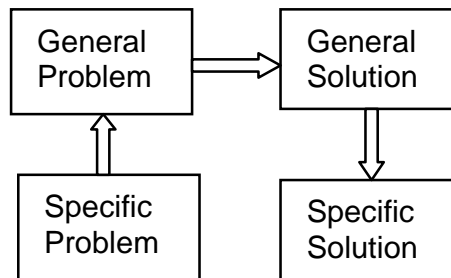 General
Problem
General
Solution
Specific
Problem
Specific
Solution